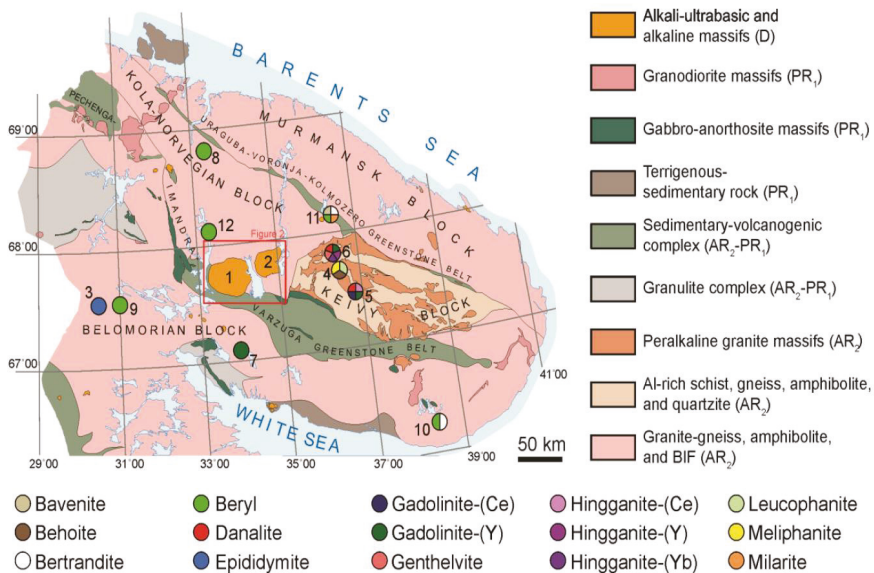 BARENTS SEA
MURMANSK BLOCK
KOLA-NORVEGIAN BLOCK
PECHENGA-
URAGUBA-VORONJA-KOLMOZERO GREENSTONE BELT
IMANDRA-
69°00'
68°00'
67°00'
8
12
11
Figure
6
4
5
1
2
KEIVY BLOCK
3
9
BELOMORIAN BLOCK
VARZUGA GREENSTONE BELT
7
10
WHITE SEA
41°00'
50 km
29°00'
31°00'
33°00'
35°00'
37°00'
39°00'
Alkali-ultrabasic and
alkaline massifs (D)
Granodiorite massifs (PR₁)
Gabbro-anorthosite massifs (PR₁)
Terrigenous-
sedimentary rock (PR₁)
Sedimentary-volcanogenic
complex (AR₂-PR₁)
Granulite complex (AR₂-PR₁)
Peralkaline granite massifs (AR₂)
Al-rich schist, gneiss, amphibolite,
and quartzite (AR₂)
Granite-gneiss, amphibolite,
and BIF (AR₂)
Bavenite
Beryl
Gadolinite-(Ce)
Hingganite-(Ce)
Leucophanite
Behoite
Danalite
Gadolinite-(Y)
Hingganite-(Y)
Meliphanite
Bertrandite
Epididymite
Genthelvite
Hingganite-(Yb)
Milarite